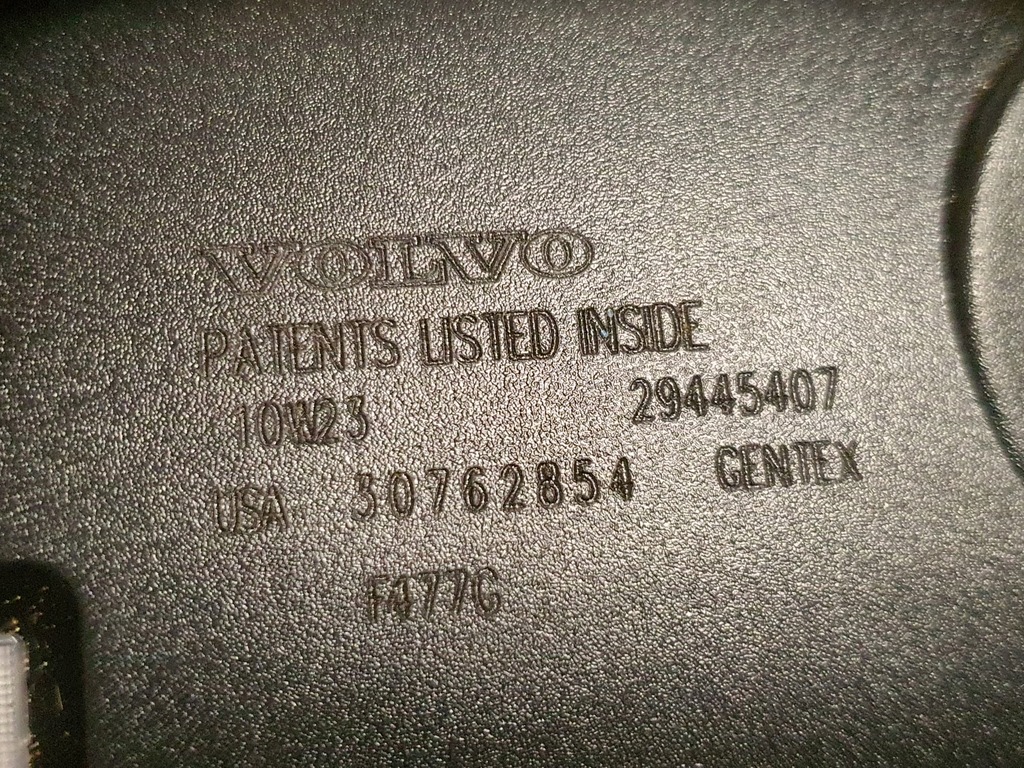 VOLVO
PATENTS LISTED INSIDE
10W23 29445407
USA 30762854 GENTEX
F477G